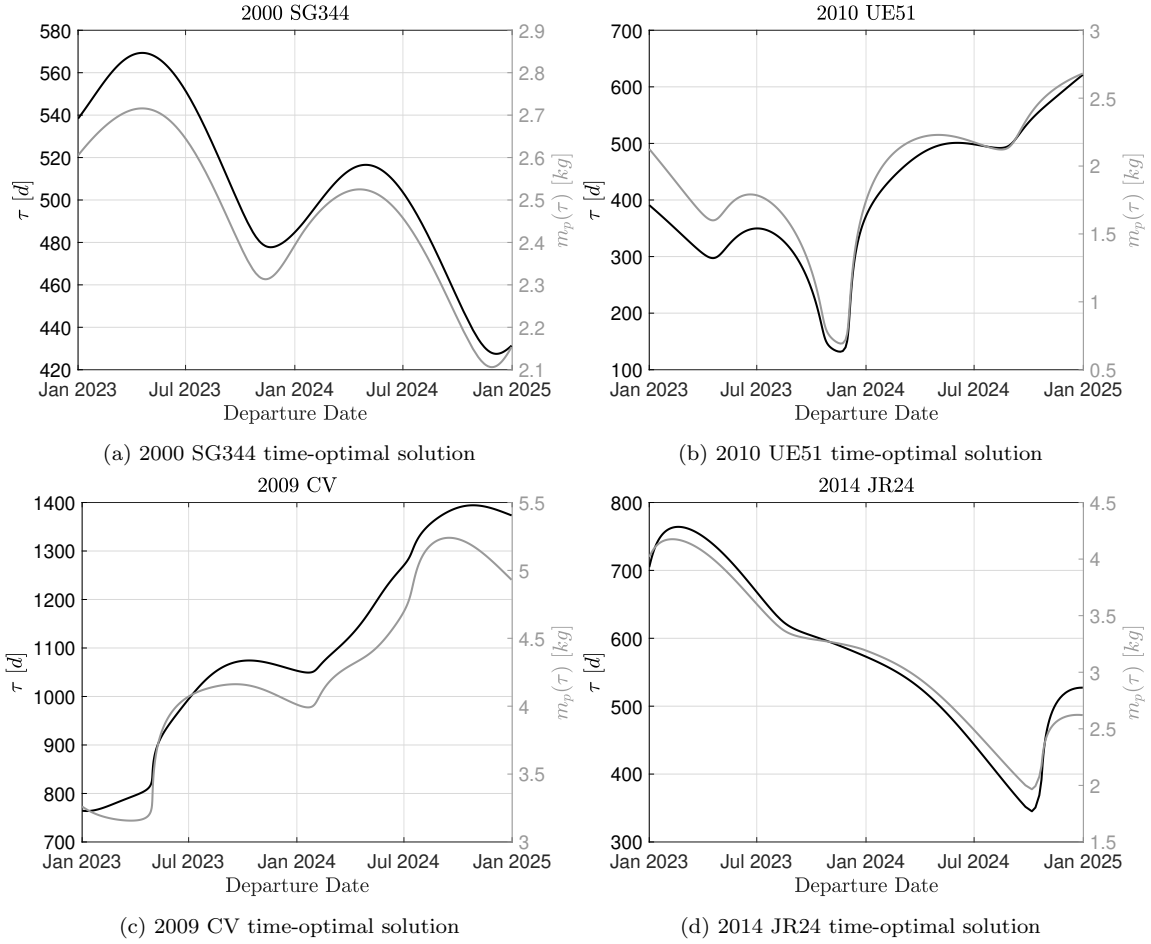 2000 SG344
580
560
540
520
500
480
460
440
420
2.9
2.8
2.7
2.6
2.5
2.4
2.3
2.2
2.1
τ [d]
m_p(τ) [kg]
Jan 2023 Jul 2023 Jan 2024 Jul 2024 Jan 2025
Departure Date
(a) 2000 SG344 time-optimal solution
2010 UE51
700
600
500
400
300
200
100
3
2.5
2
1.5
1
0.5
τ [d]
m_p(τ) [kg]
Jan 2023 Jul 2023 Jan 2024 Jul 2024 Jan 2025
Departure Date
(b) 2010 UE51 time-optimal solution
2009 CV
1400
1300
1200
1100
1000
900
800
700
5.5
5
4.5
4
3.5
3
τ [d]
m_p(τ) [kg]
Jan 2023 Jul 2023 Jan 2024 Jul 2024 Jan 2025
Departure Date
(c) 2009 CV time-optimal solution
2014 JR24
800
700
600
500
400
300
4.5
4
3.5
3
2.5
2
1.5
τ [d]
m_p(τ) [kg]
Jan 2023 Jul 2023 Jan 2024 Jul 2024 Jan 2025
Departure Date
(d) 2014 JR24 time-optimal solution